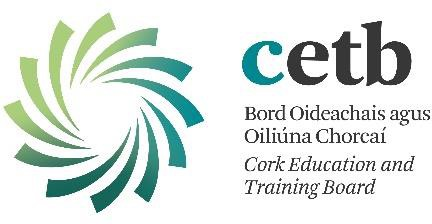 cetb
Bord Oideachais agus
Oiliúna Chorcaí
Cork Education and
Training Board